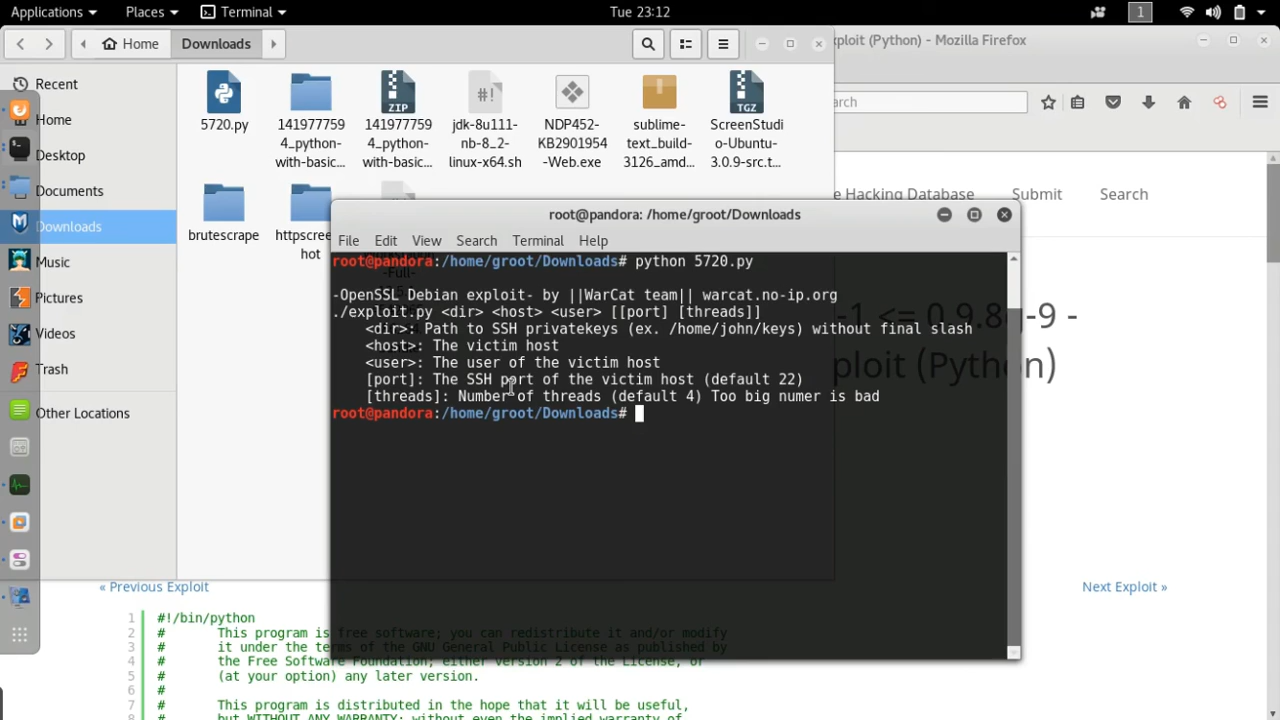 Applications
Places
Terminal
Tue 23:12
1
Home
Downloads
xploit (Python) - Mozilla Firefox
Recent
Home
Desktop
Documents
Downloads
Music
Pictures
Videos
Trash
Other Locations
5720.py
141977759
4_python-
with-basic...
ZIP
141977759
4_python-
with-basic...
#!
jdk-8u111-
nb-8_2-
linux-x64.sh
NDP452-
KB2901954
-Web.exe
sublime-
text_build-
3126_amd...
TGZ
ScreenStudi
o-Ubuntu-
3.0.9-src.t...
brutescrape
httpscree
hot
arch
e Hacking Database
Submit
Search
-1 <= 0.9.8g-9 -
ploit (Python)
root@pandora: /home/groot/Downloads
File Edit View Search Terminal Help
root@pandora:/home/groot/Downloads# python 5720.py
-OpenSSL Debian exploit- by ||WarCat team|| warcat.no-ip.org
./exploit.py <dir> <host> <user> [[port] [threads]]
<dir>: Path to SSH privatekeys (ex. /home/john/keys) without final slash
<host>: The victim host
<user>: The user of the victim host
[port]: The SSH port of the victim host (default 22)
[threads]: Number of threads (default 4) Too big numer is bad
root@pandora:/home/groot/Downloads#
« Previous Exploit
Next Exploit »
1 #!/bin/python
2 # This program is free software; you can redistribute it and/or modify
3 # it under the terms of the GNU General Public License as published by
4 # the Free Software Foundation; either version 2 of the License, or
5 # (at your option) any later version.
6 #
7 # This program is distributed in the hope that it will be useful,
8 # but WITHOUT ANY WARRANTY; without even the implied warranty of